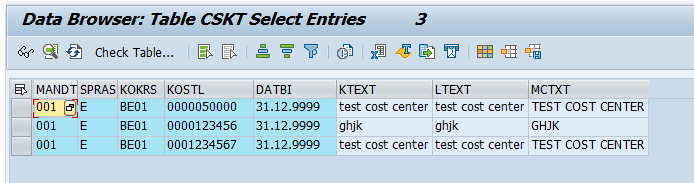 Data Browser: Table CSKT Select Entries 3
Check Table...
MANDT SPRAS KOKRS KOSTL DATBI KTEXT LTEXT MCTXT
001 E BE01 0000050000 31.12.9999 test cost center test cost center TEST COST CENTER
001 E BE01 0000123456 31.12.9999 ghjk ghjk GHJK
001 E BE01 0001234567 31.12.9999 test cost center test cost center TEST COST CENTER